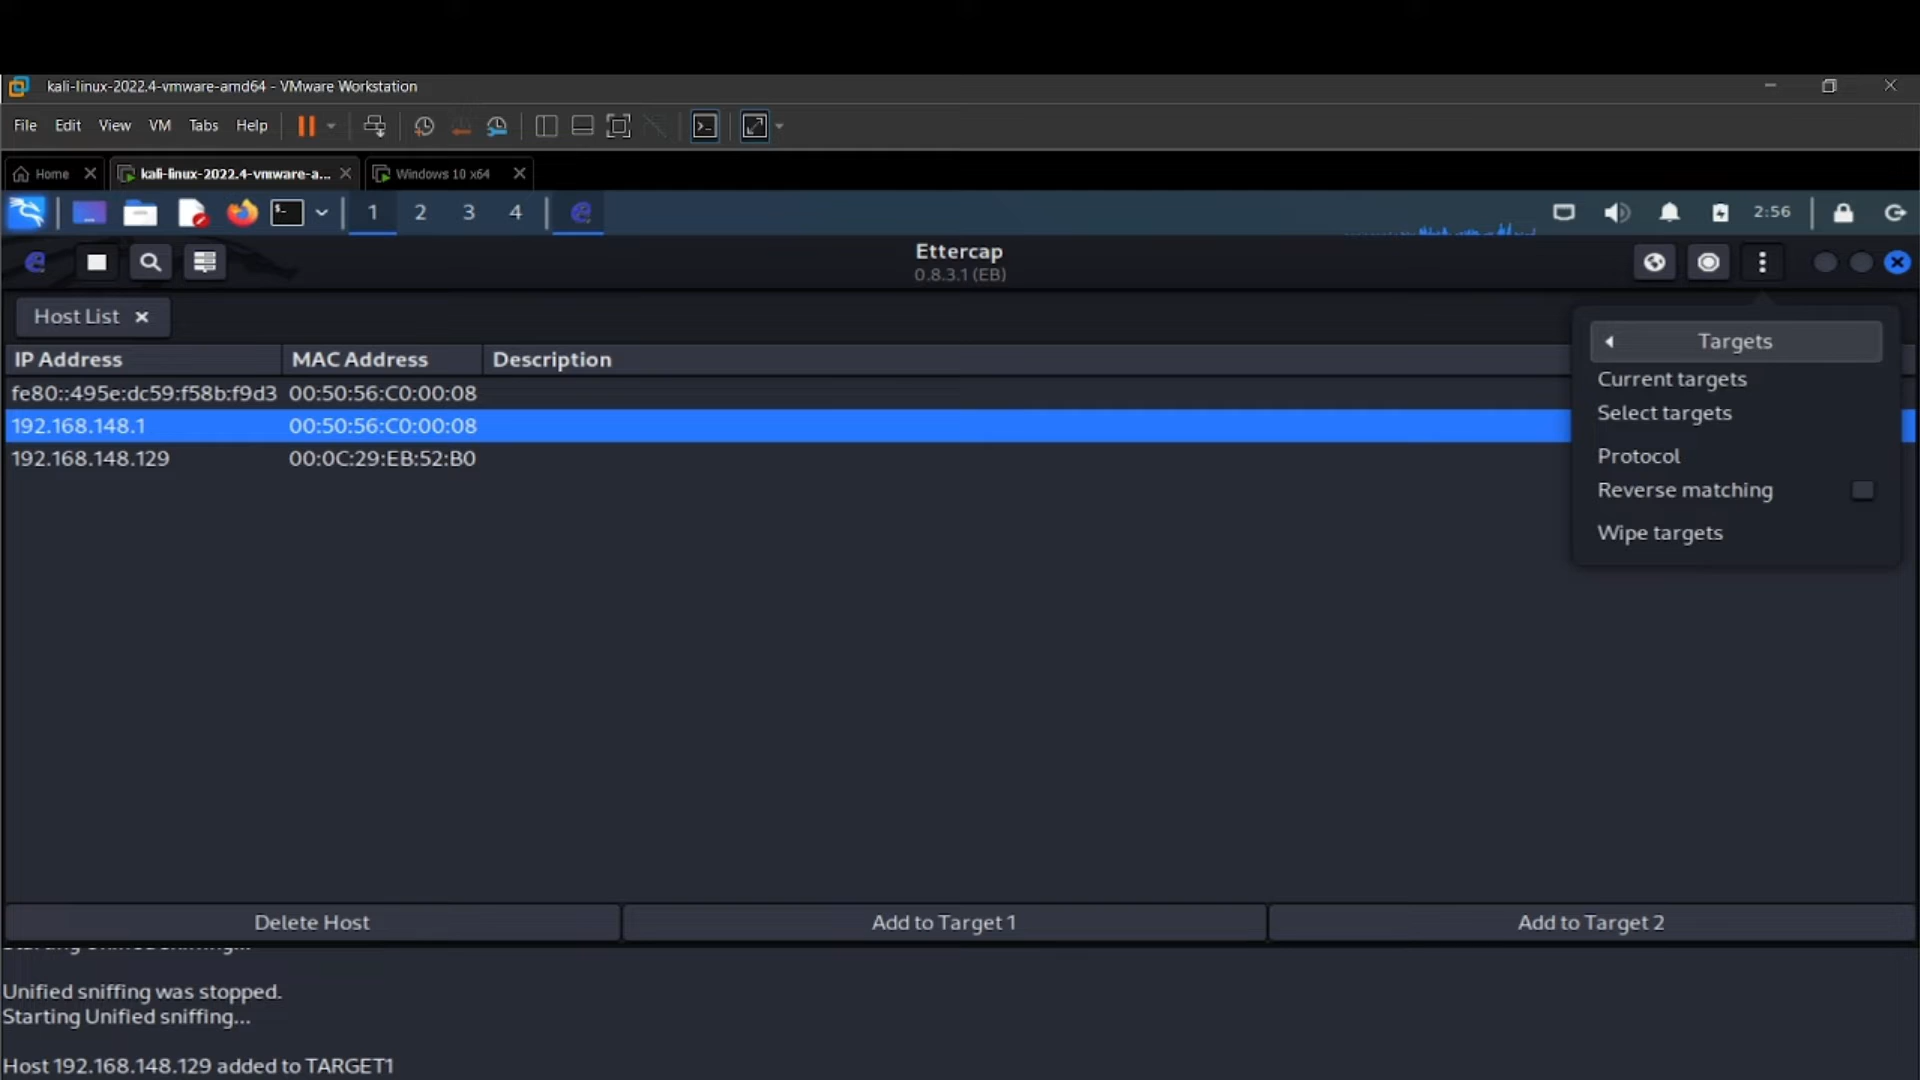 kali-linux-2022.4-vmware-amd64 - VMware Workstation
File Edit View VM Tabs Help
Home kali-linux-2022.4-vmware-a... Windows 10 x64
1 2 3 4 2:56
Ettercap
0.8.3.1 (EB)
Host List
IP Address MAC Address Description
fe80::495e:dc59:f58b:f9d3 00:50:56:C0:00:08
192.168.148.1 00:50:56:C0:00:08
192.168.148.129 00:0C:29:EB:52:B0
Targets
Current targets
Select targets
Protocol
Reverse matching
Wipe targets
Delete Host Add to Target 1 Add to Target 2
Starting Unified sniffing...
Unified sniffing was stopped.
Starting Unified sniffing...
Host 192.168.148.129 added to TARGET1